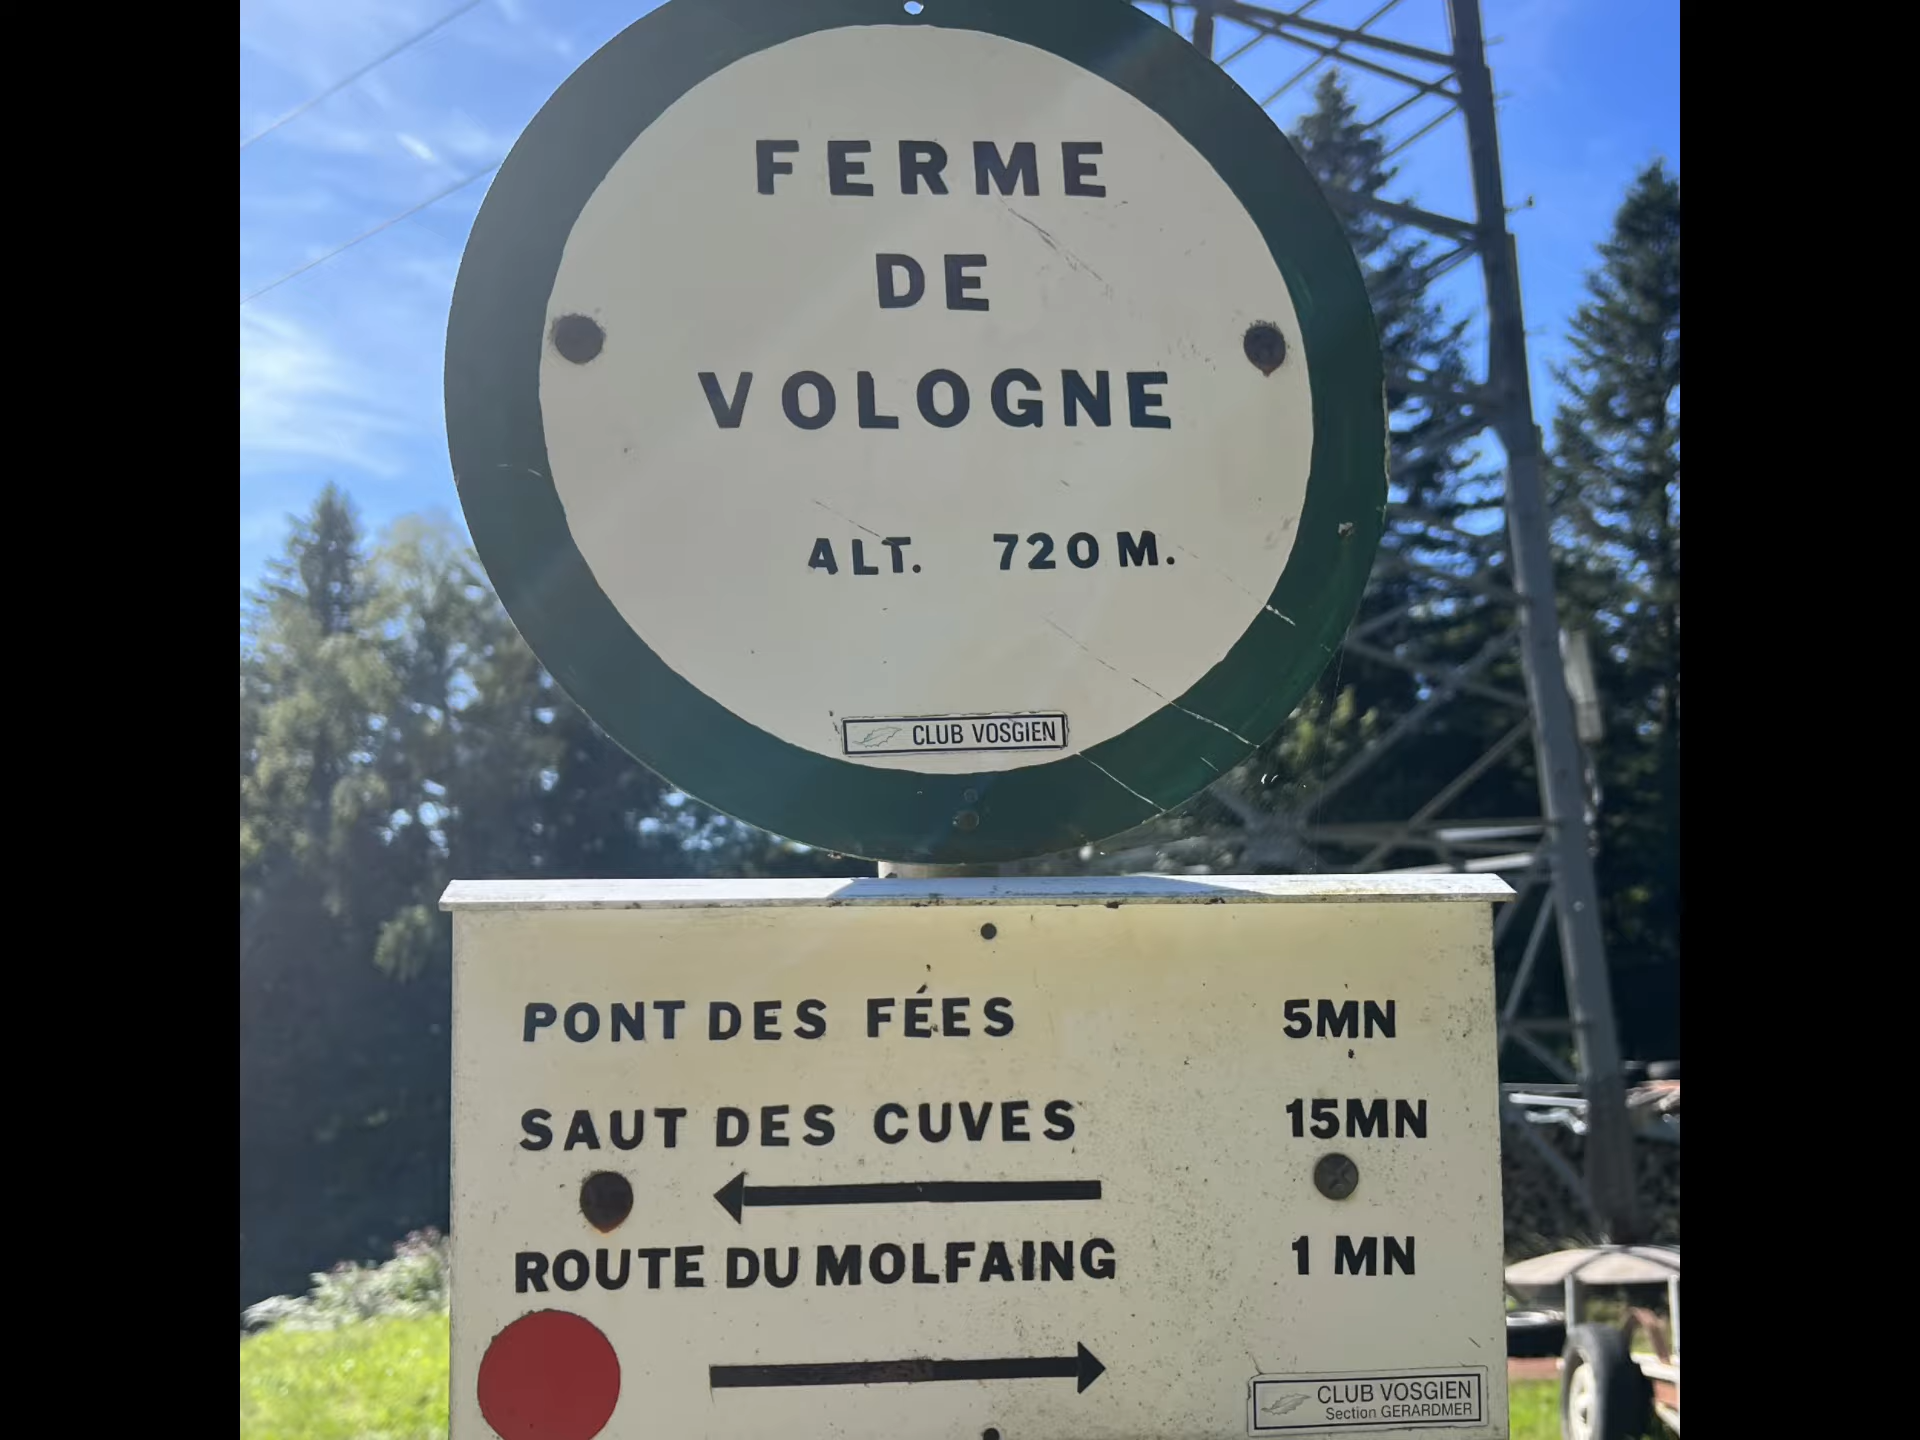 FERME
DE
VOLOGNE
ALT. 720 M.
CLUB VOSGIEN
PONT DES FÉES 5MN
SAUT DES CUVES 15MN
ROUTE DU MOLFAING 1 MN
CLUB VOSGIEN
Section GERARDMER